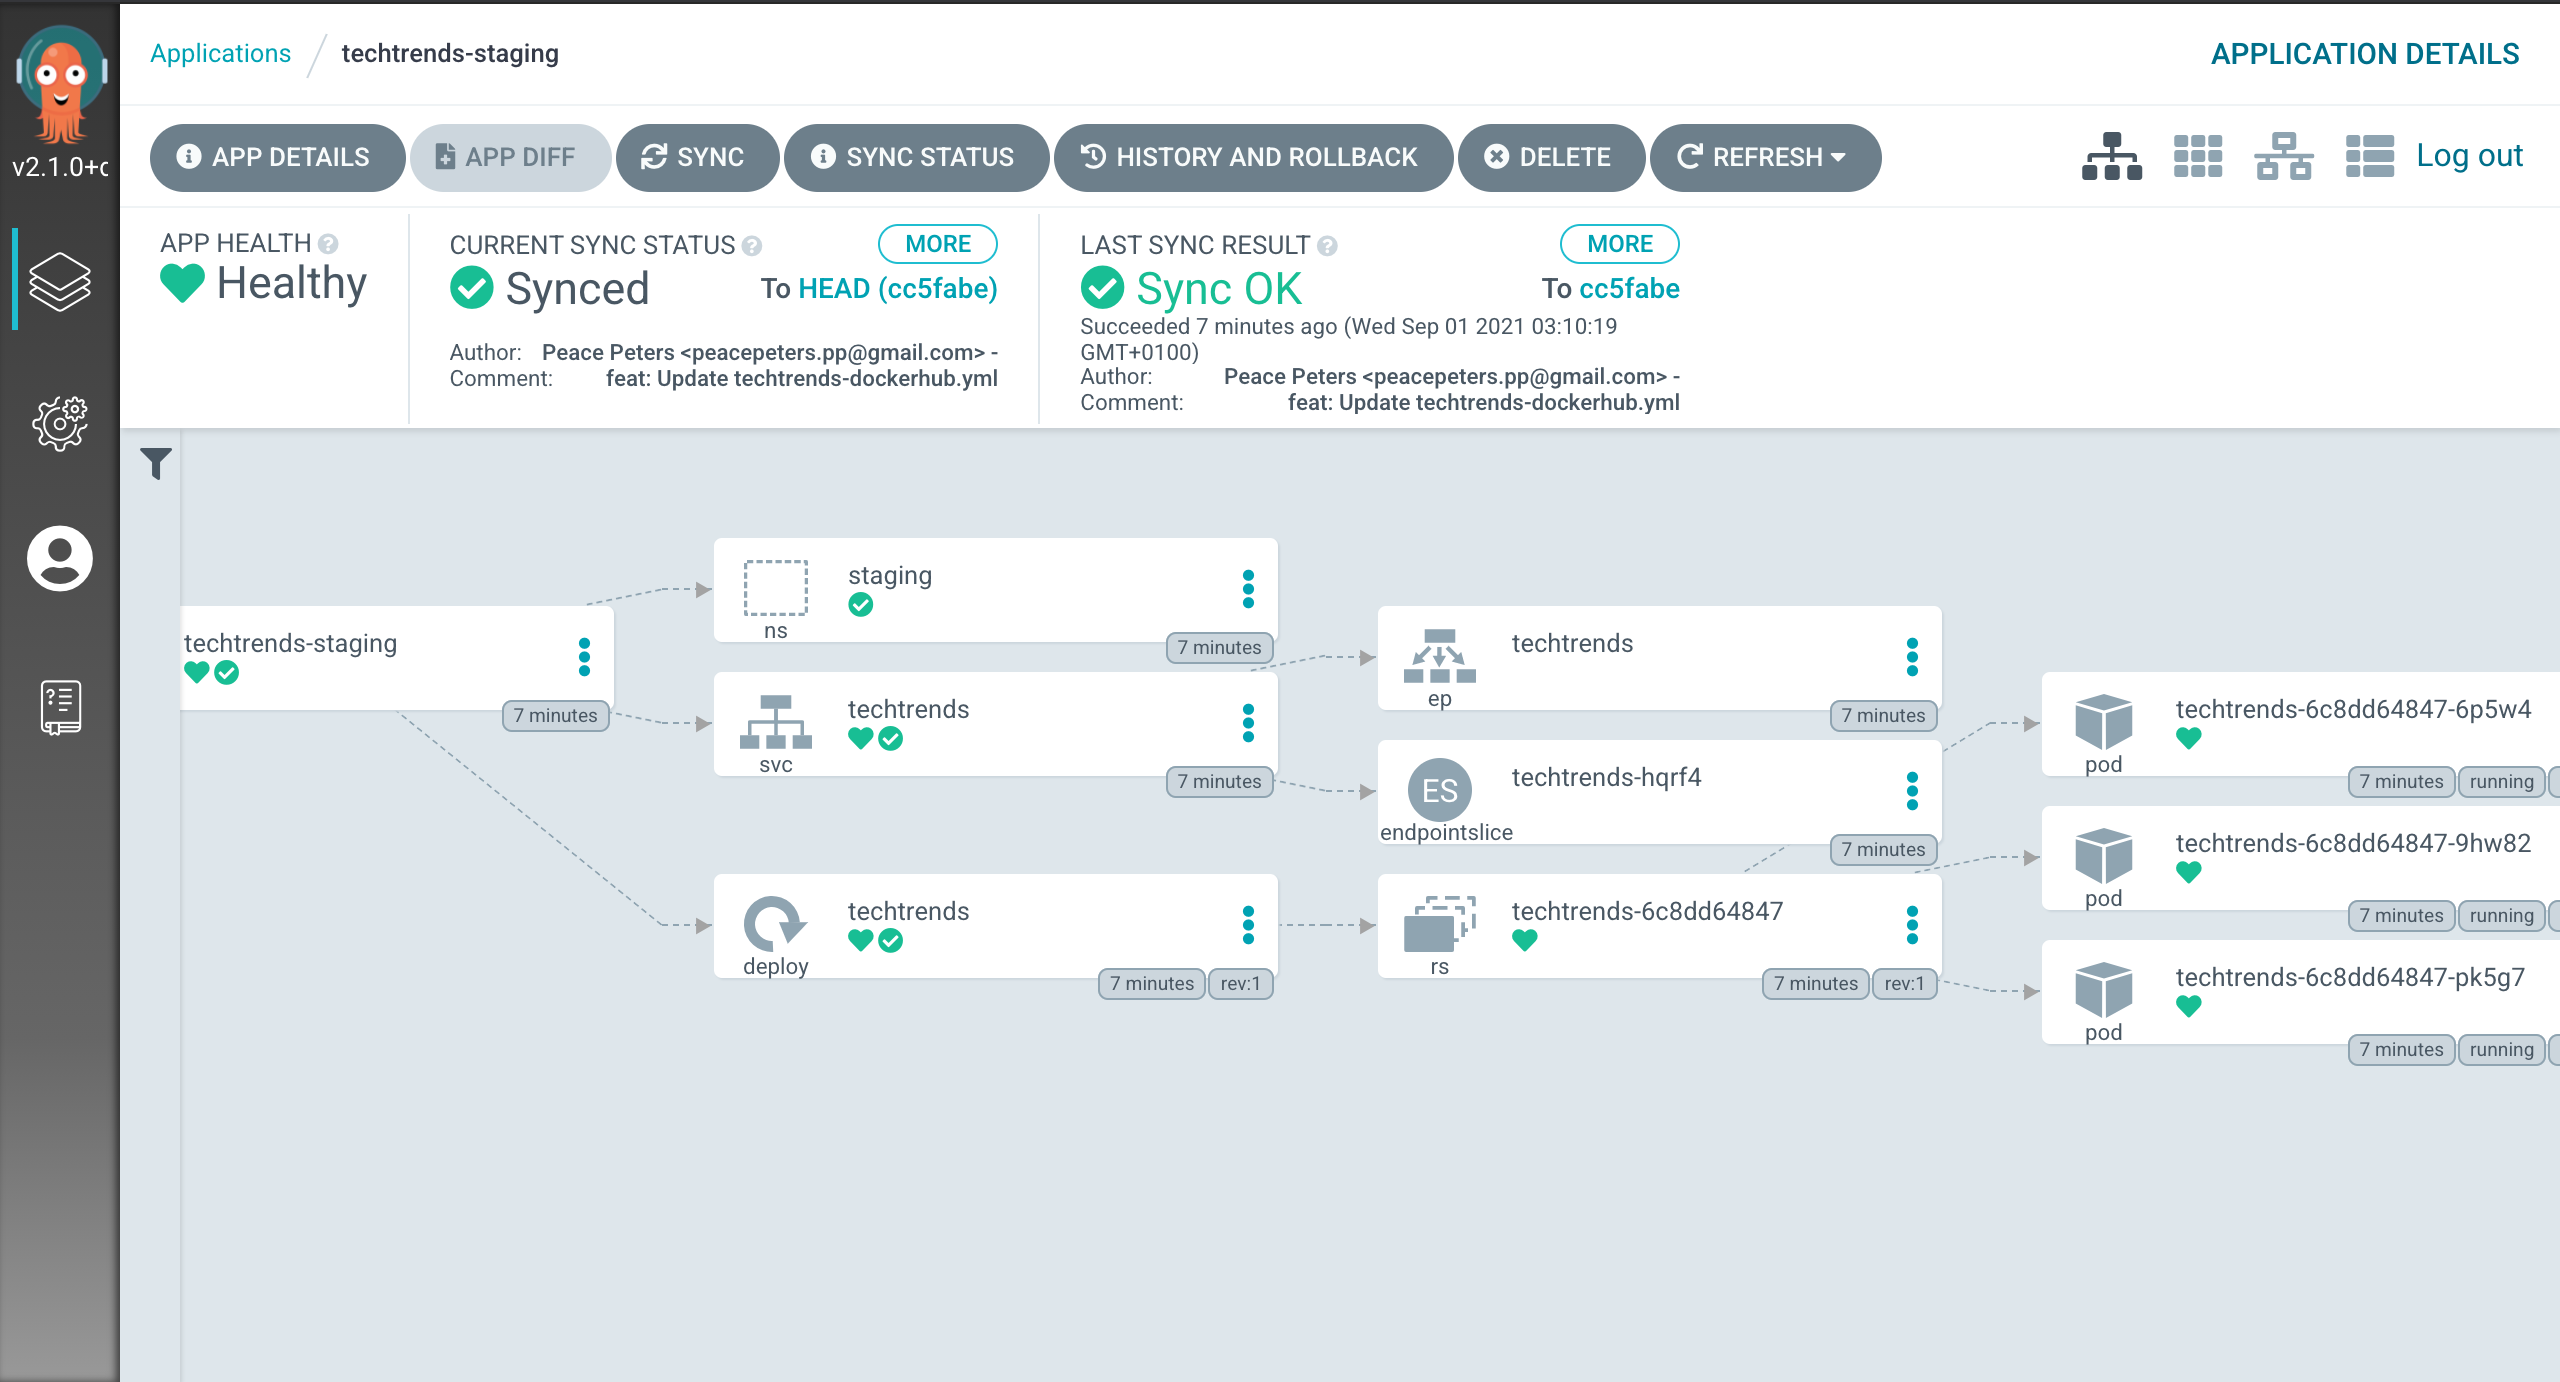 Applications / techtrends-staging
APPLICATION DETAILS
v2.1.0+c
APP DETAILS
APP DIFF
SYNC
SYNC STATUS
HISTORY AND ROLLBACK
DELETE
REFRESH
Log out
APP HEALTH ?
Healthy
CURRENT SYNC STATUS ?
MORE
Synced
To HEAD (cc5fabe)
Author: Peace Peters <peacepeters.pp@gmail.com> -
Comment: feat: Update techtrends-dockerhub.yml
LAST SYNC RESULT ?
MORE
Sync OK
To cc5fabe
Succeeded 7 minutes ago (Wed Sep 01 2021 03:10:19
GMT+0100)
Author: Peace Peters <peacepeters.pp@gmail.com> -
Comment: feat: Update techtrends-dockerhub.yml
techtrends-staging
7 minutes
staging
ns
7 minutes
techtrends
svc
7 minutes
techtrends
deploy
7 minutes rev:1
techtrends
ep
7 minutes
ES
techtrends-hqrf4
endpointslice
7 minutes
techtrends-6c8dd64847
rs
7 minutes rev:1
techtrends-6c8dd64847-6p5w4
pod
7 minutes running
techtrends-6c8dd64847-9hw82
pod
7 minutes running
techtrends-6c8dd64847-pk5g7
pod
7 minutes running